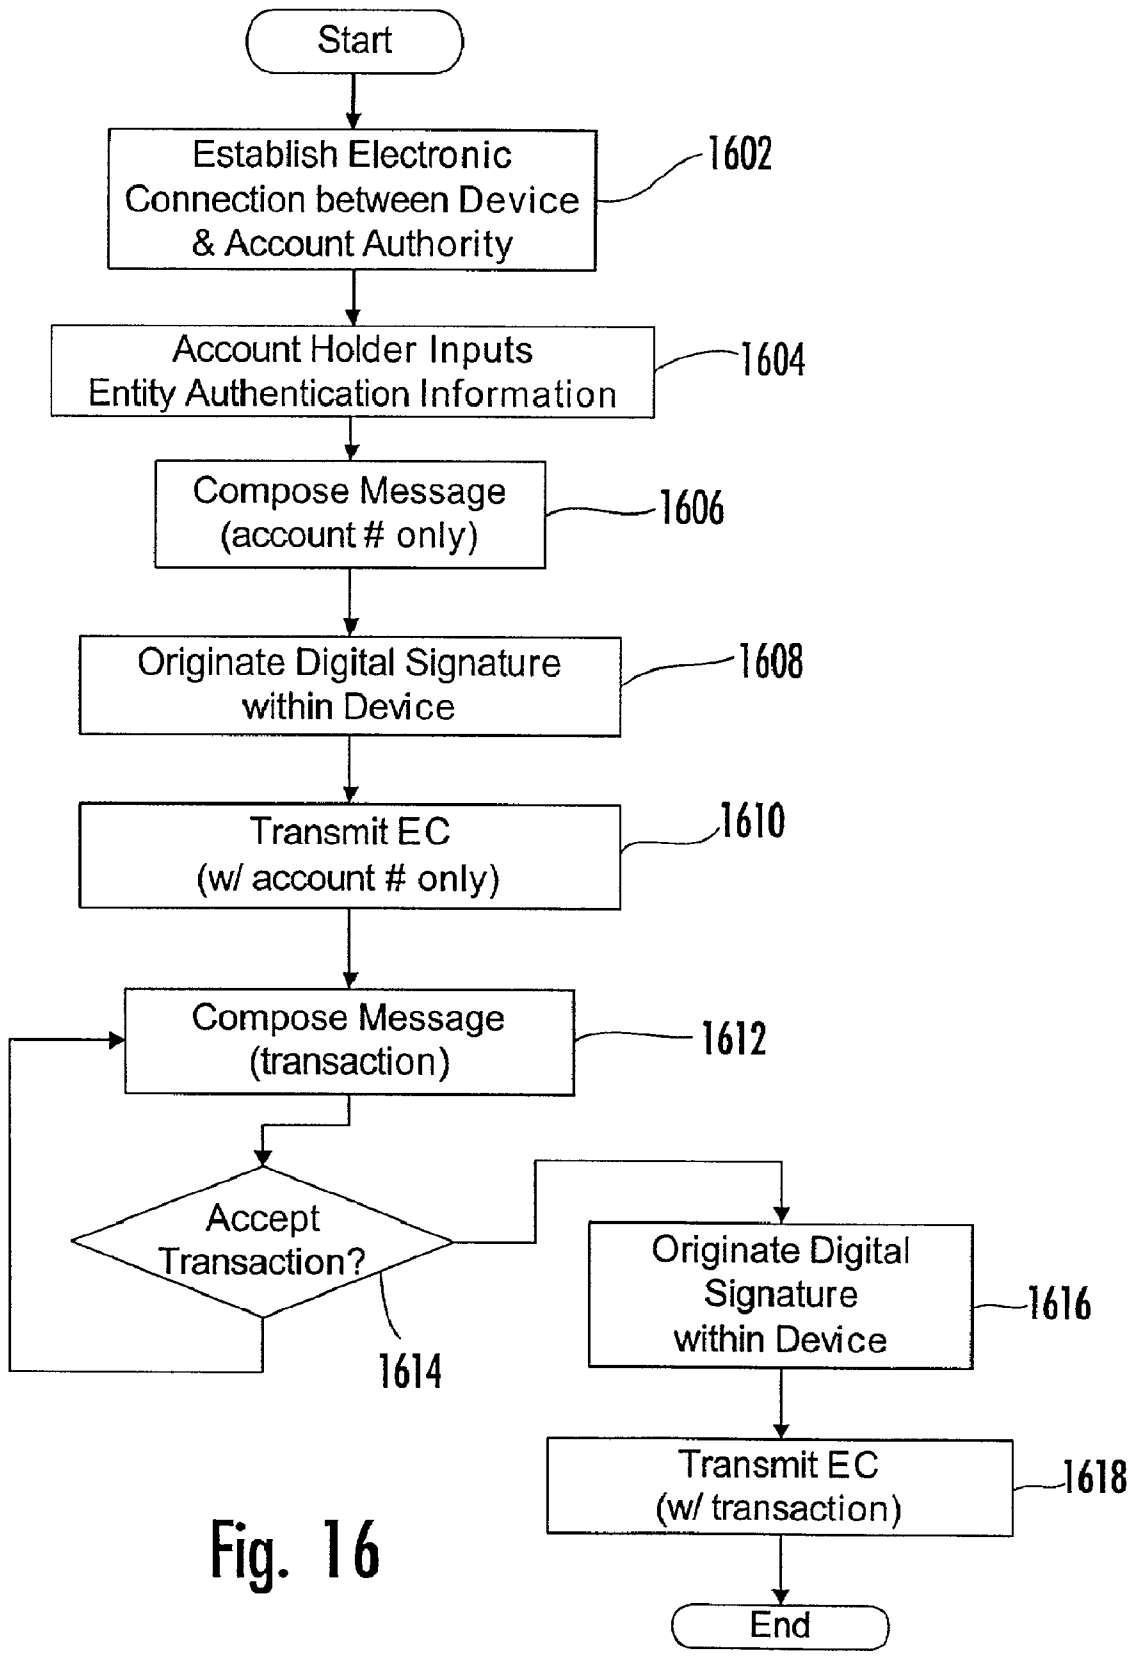 Start
Establish Electronic
Connection between Device
& Account Authority
1602
Account Holder Inputs
Entity Authentication Information
1604
Compose Message
(account # only)
1606
Originate Digital Signature
within Device
1608
Transmit EC
(w/ account # only)
1610
Compose Message
(transaction)
1612
Accept
Transaction?
1614
Originate Digital
Signature
within Device
1616
Transmit EC
(w/ transaction)
1618
End
Fig. 16